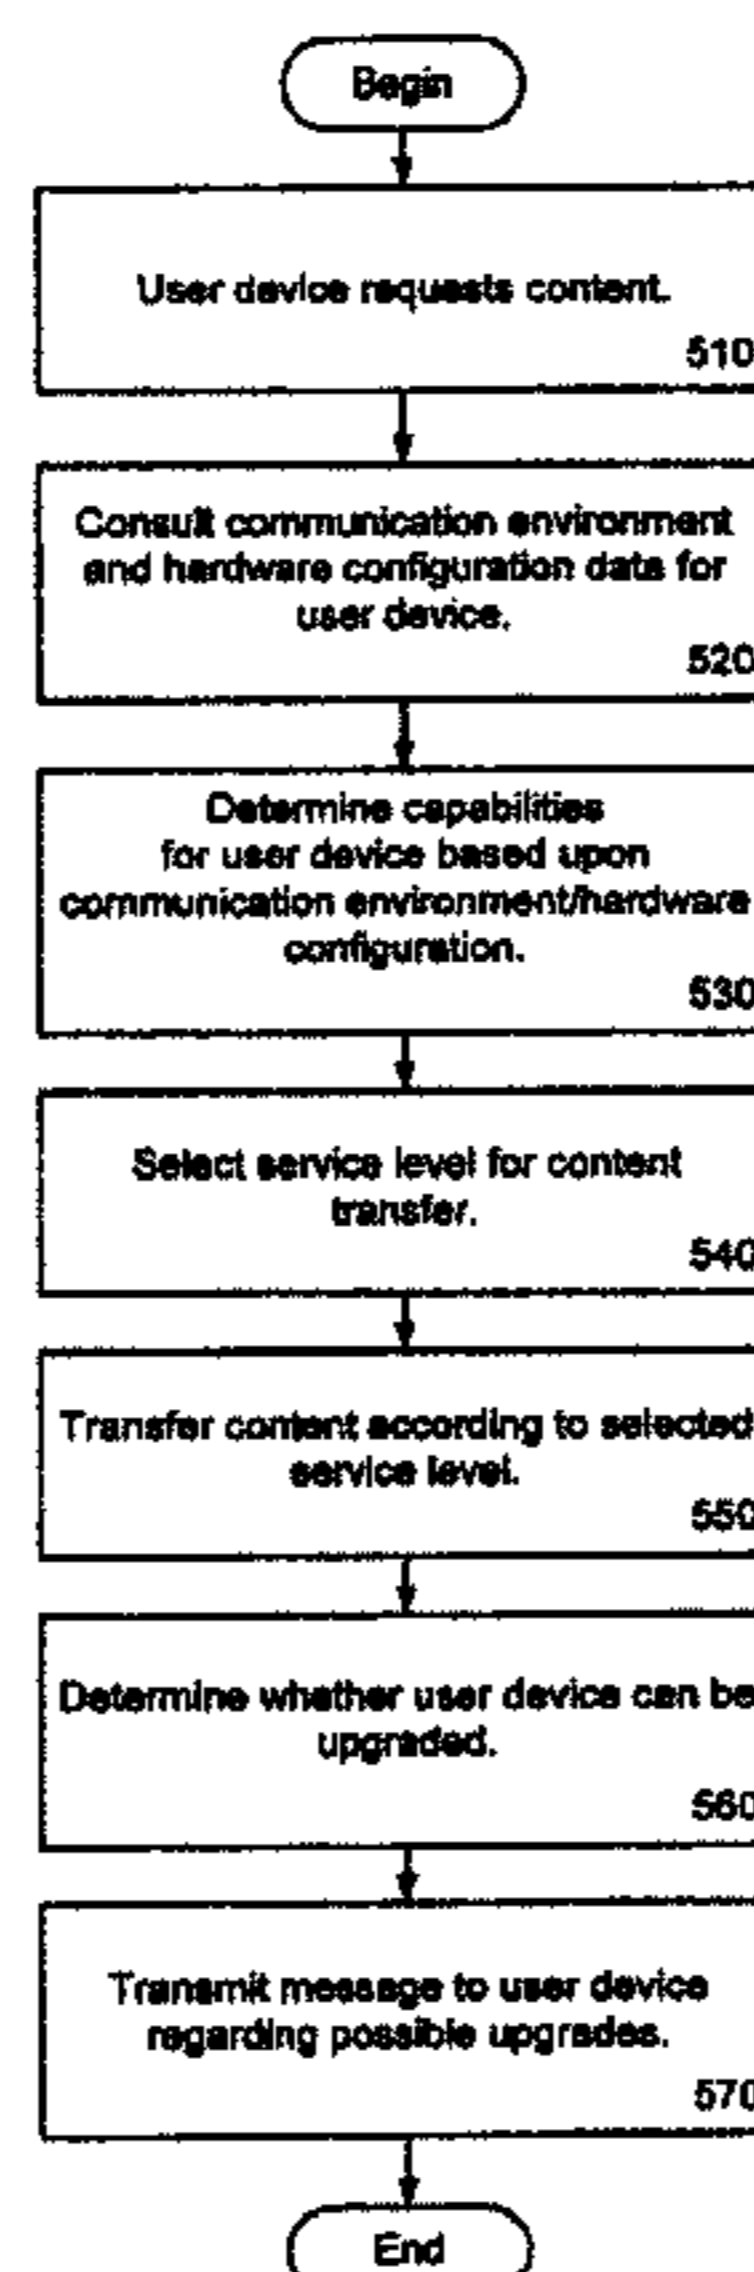 Begin
User device requests content.
510
Consult communication environment
and hardware configuration data for
user device.
520
Determine capabilities
for user device based upon
communication environment/hardware
configuration.
530
Select service level for content
transfer.
540
Transfer content according to selected
service level.
550
Determine whether user device can be
upgraded.
560
Transmit message to user device
regarding possible upgrades.
570
End